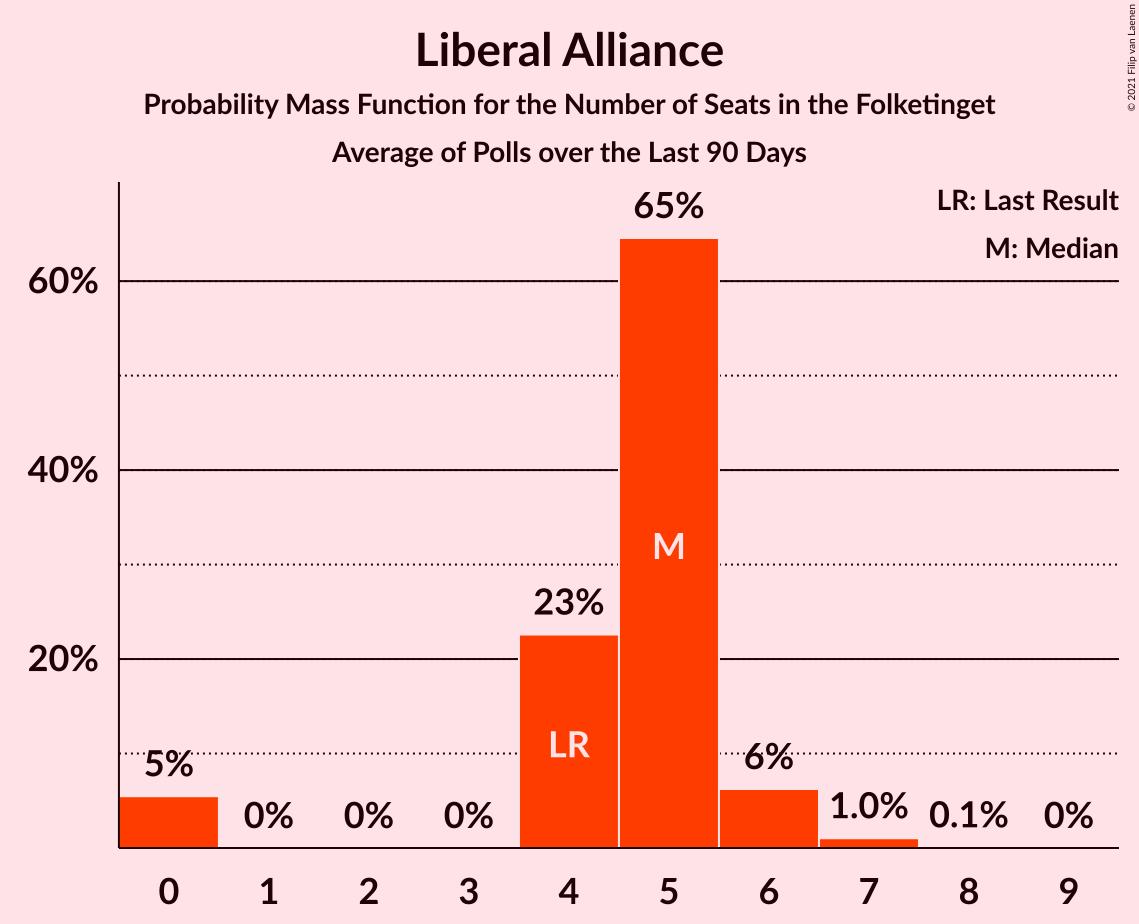 Liberal Alliance
Probability Mass Function for the Number of Seats in the Folketinget
Average of Polls over the Last 90 Days
© 2021 Filip van Laenen
LR: Last Result
M: Median
60%
40%
20%
5%
0%
0%
0%
23%
65%
6%
1.0%
0.1%
0%
LR
M
0 1 2 3 4 5 6 7 8 9